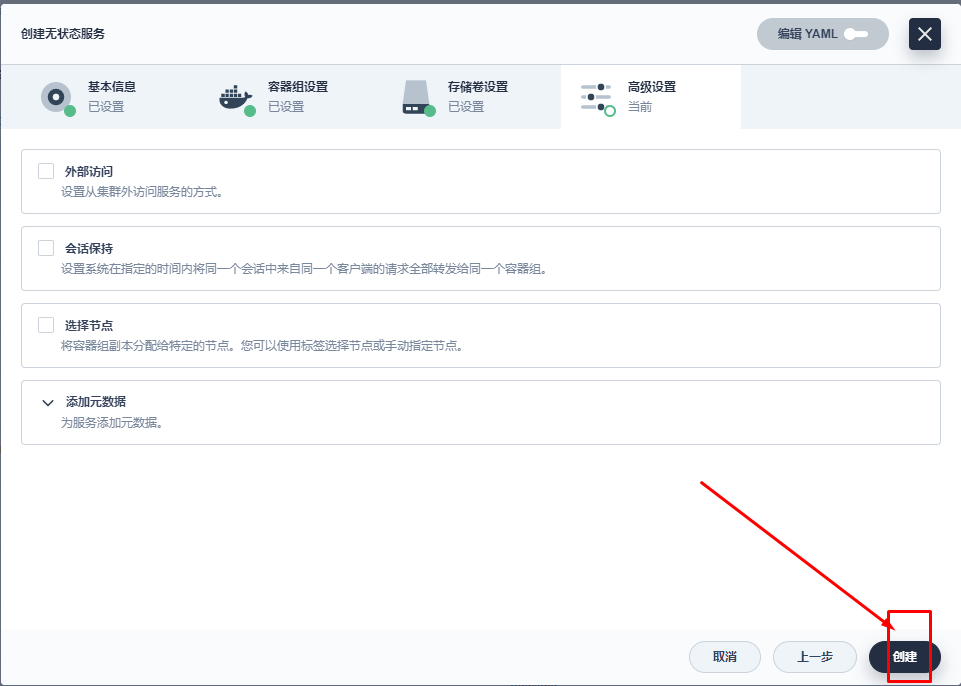 创建无状态服务
编辑 YAML
基本信息
已设置
容器组设置
已设置
存储卷设置
已设置
高级设置
当前
外部访问
设置从集群外访问服务的方式。
会话保持
设置系统在指定的时间内将同一个会话中来自同一个客户端的请求全部转发给同一个容器组。
选择节点
将容器组副本分配给特定的节点。您可以使用标签选择节点或手动指定节点。
添加元数据
为服务添加元数据。
取消
上一步
创建